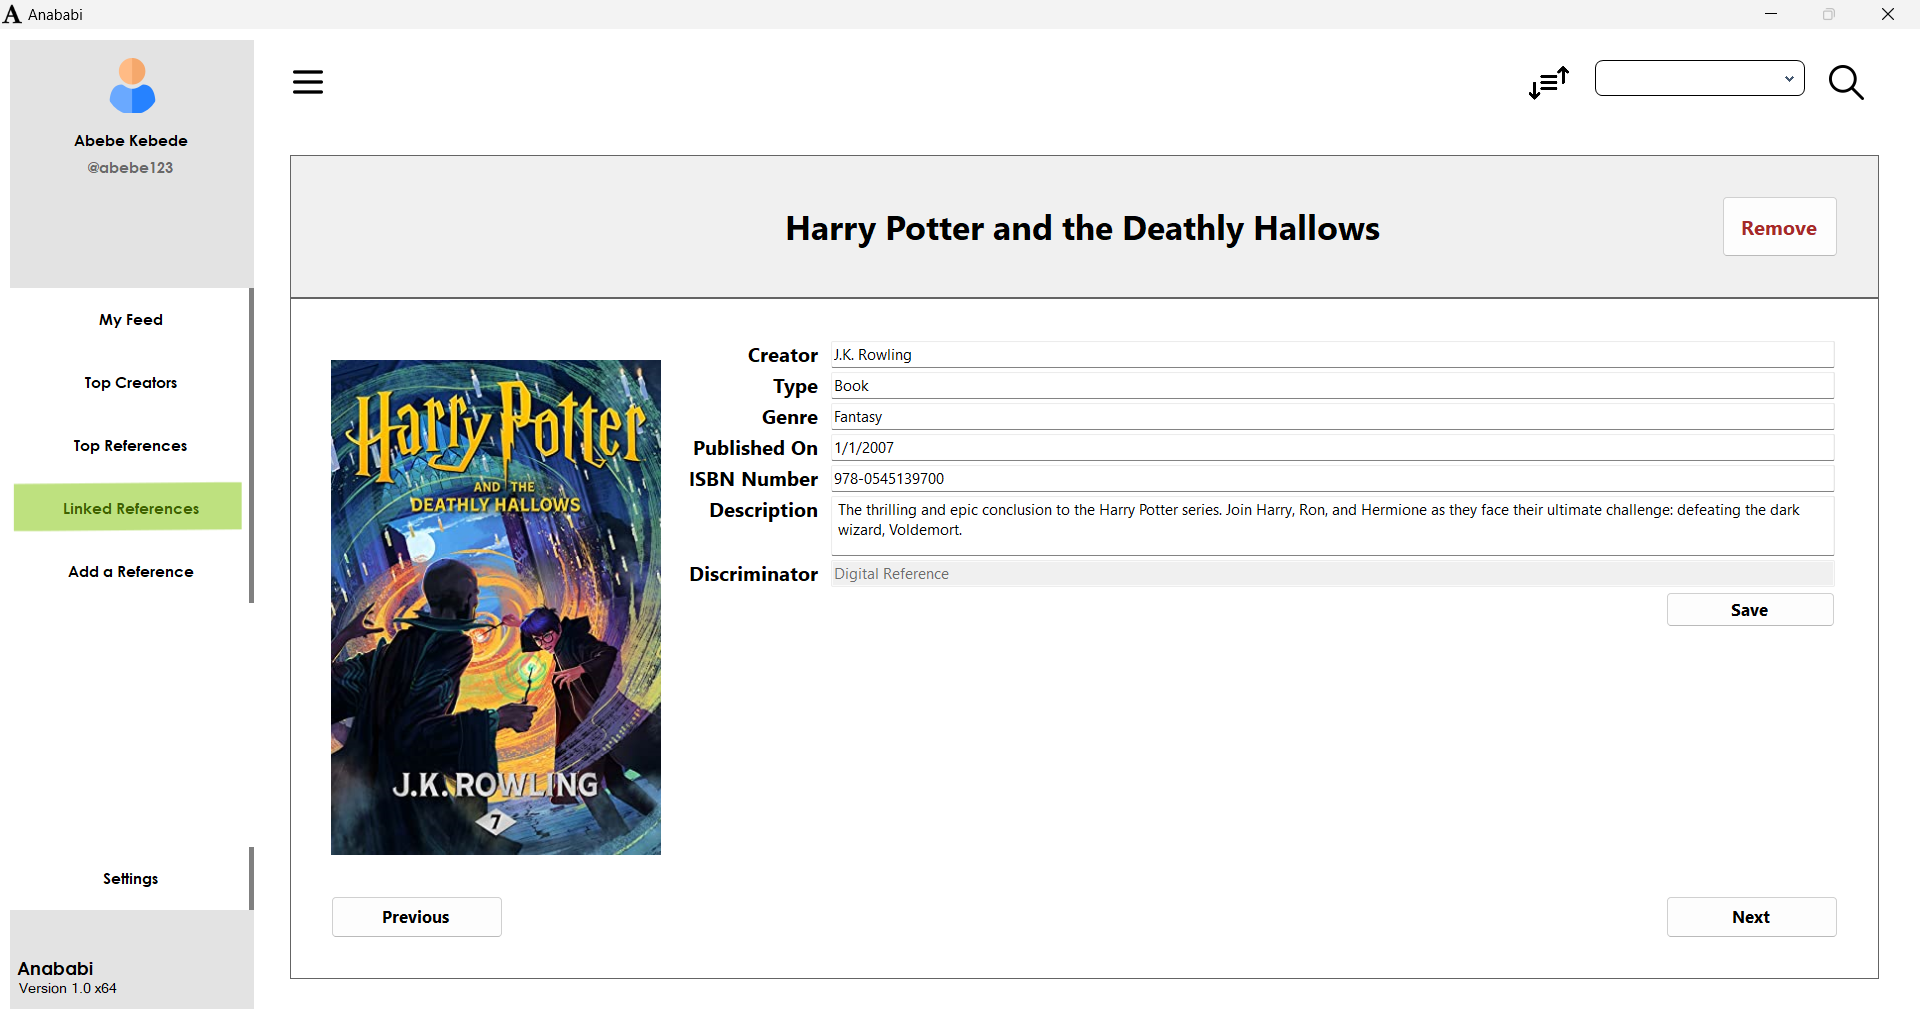 Anababi
Abebe Kebede
@abebe123
My Feed
Top Creators
Top References
Linked References
Add a Reference
Settings
Anababi
Version 1.0 x64
Harry Potter and the Deathly Hallows
Remove
Harry Potter
AND THE
DEATHLY HALLOWS
J.K. ROWLING
7
Creator J.K. Rowling
Type Book
Genre Fantasy
Published On 1/1/2007
ISBN Number 978-0545139700
Description The thrilling and epic conclusion to the Harry Potter series. Join Harry, Ron, and Hermione as they face their ultimate challenge: defeating the dark
wizard, Voldemort.
Discriminator Digital Reference
Save
Previous
Next